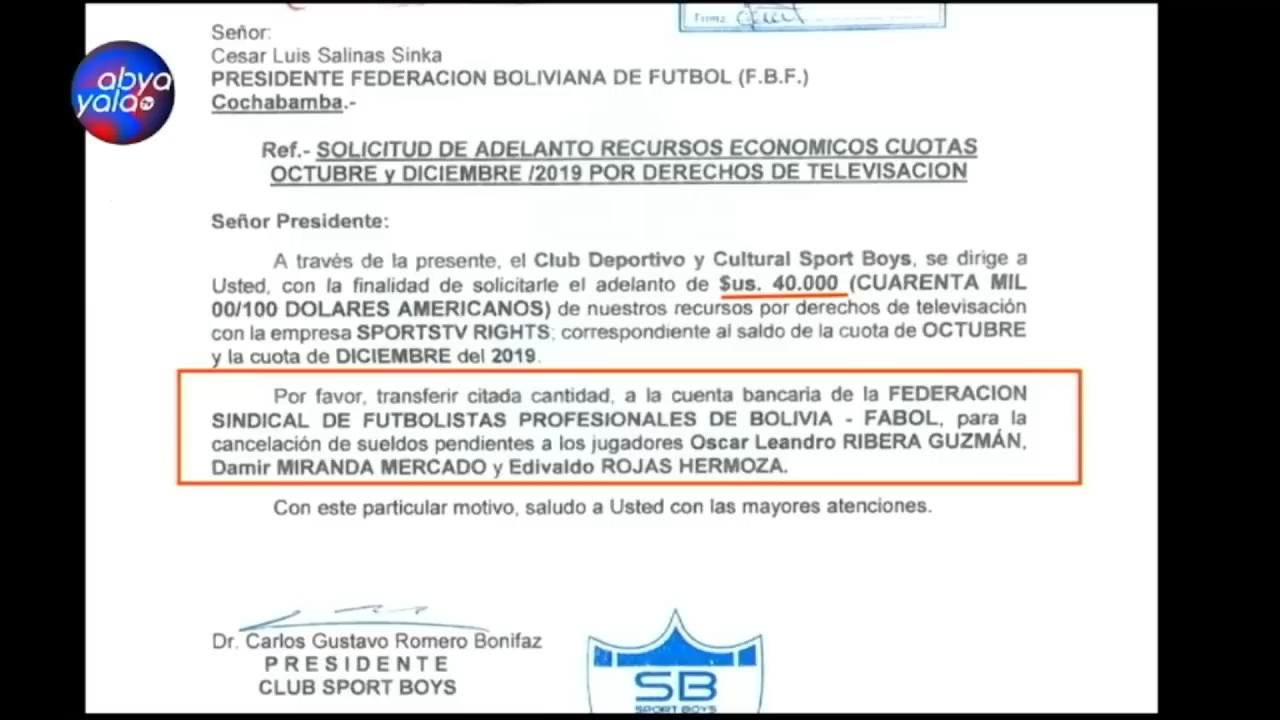 Firma:
abya
yala tv
Señor:
Cesar Luis Salinas Sinka
PRESIDENTE FEDERACION BOLIVIANA DE FUTBOL (F.B.F.)
Cochabamba.-
Ref.- SOLICITUD DE ADELANTO RECURSOS ECONOMICOS CUOTAS
OCTUBRE y DICIEMBRE /2019 POR DERECHOS DE TELEVISACION
Señor Presidente:
A través de la presente, el Club Deportivo y Cultural Sport Boys, se dirige a
Usted, con la finalidad de solicitarle el adelanto de $us. 40.000 (CUARENTA MIL
00/100 DOLARES AMERICANOS) de nuestros recursos por derechos de televisación
con la empresa SPORTSTV RIGHTS; correspondiente al saldo de la cuota de OCTUBRE
y la cuota de DICIEMBRE del 2019.
Por favor, transferir citada cantidad, a la cuenta bancaria de la FEDERACION
SINDICAL DE FUTBOLISTAS PROFESIONALES DE BOLIVIA - FABOL, para la
cancelación de sueldos pendientes a los jugadores Oscar Leandro RIBERA GUZMÁN,
Damir MIRANDA MERCADO y Edivaldo ROJAS HERMOZA.
Con este particular motivo, saludo a Usted con las mayores atenciones.
Dr. Carlos Gustavo Romero Bonifaz
PRESIDENTE
CLUB SPORT BOYS
SB
SPORT BOYS